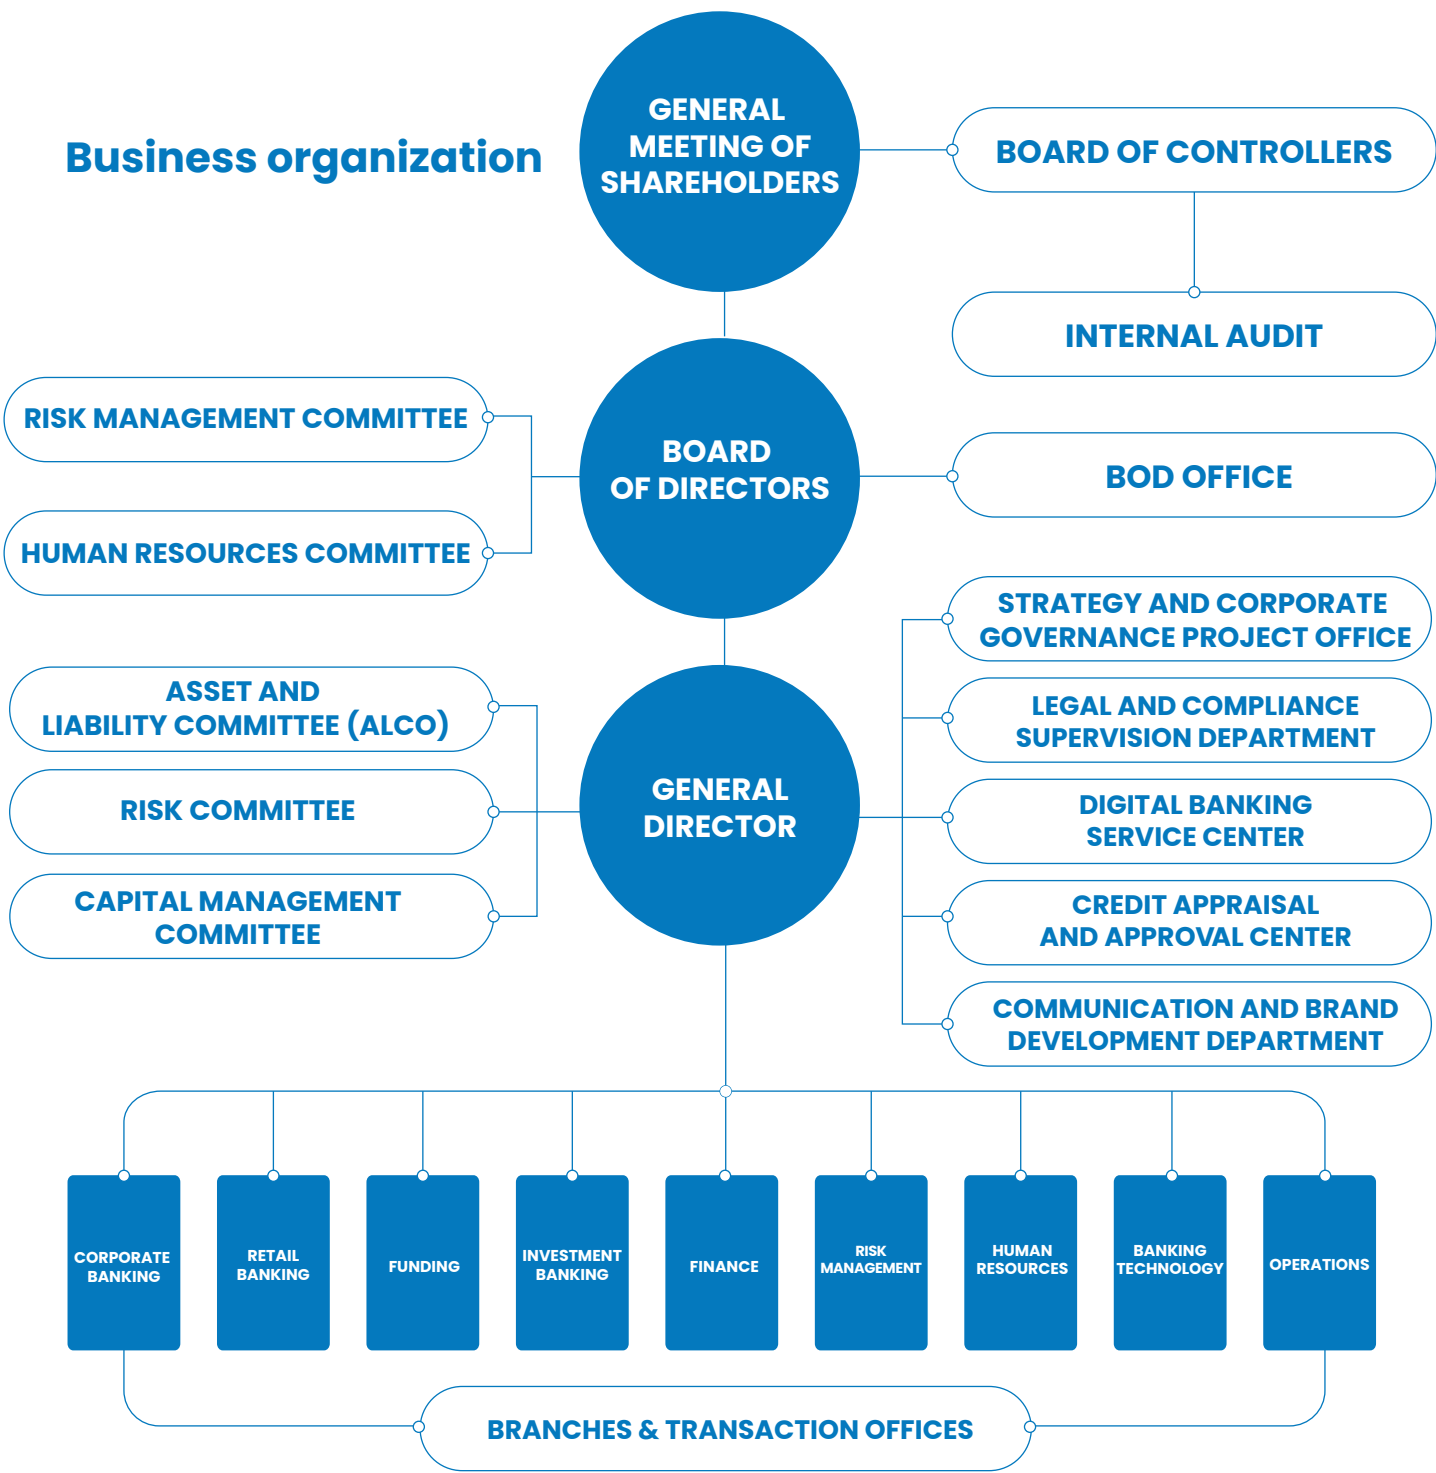 Business organization
GENERAL
MEETING OF
SHAREHOLDERS
BOARD OF CONTROLLERS
INTERNAL AUDIT
RISK MANAGEMENT COMMITTEE
HUMAN RESOURCES COMMITTEE
BOARD
OF DIRECTORS
BOD OFFICE
ASSET AND
LIABILITY COMMITTEE (ALCO)
RISK COMMITTEE
CAPITAL MANAGEMENT
COMMITTEE
GENERAL
DIRECTOR
STRATEGY AND CORPORATE
GOVERNANCE PROJECT OFFICE
LEGAL AND COMPLIANCE
SUPERVISION DEPARTMENT
DIGITAL BANKING
SERVICE CENTER
CREDIT APPRAISAL
AND APPROVAL CENTER
COMMUNICATION AND BRAND
DEVELOPMENT DEPARTMENT
CORPORATE
BANKING
RETAIL
BANKING
FUNDING
INVESTMENT
BANKING
FINANCE
RISK
MANAGEMENT
HUMAN
RESOURCES
BANKING
TECHNOLOGY
OPERATIONS
BRANCHES & TRANSACTION OFFICES